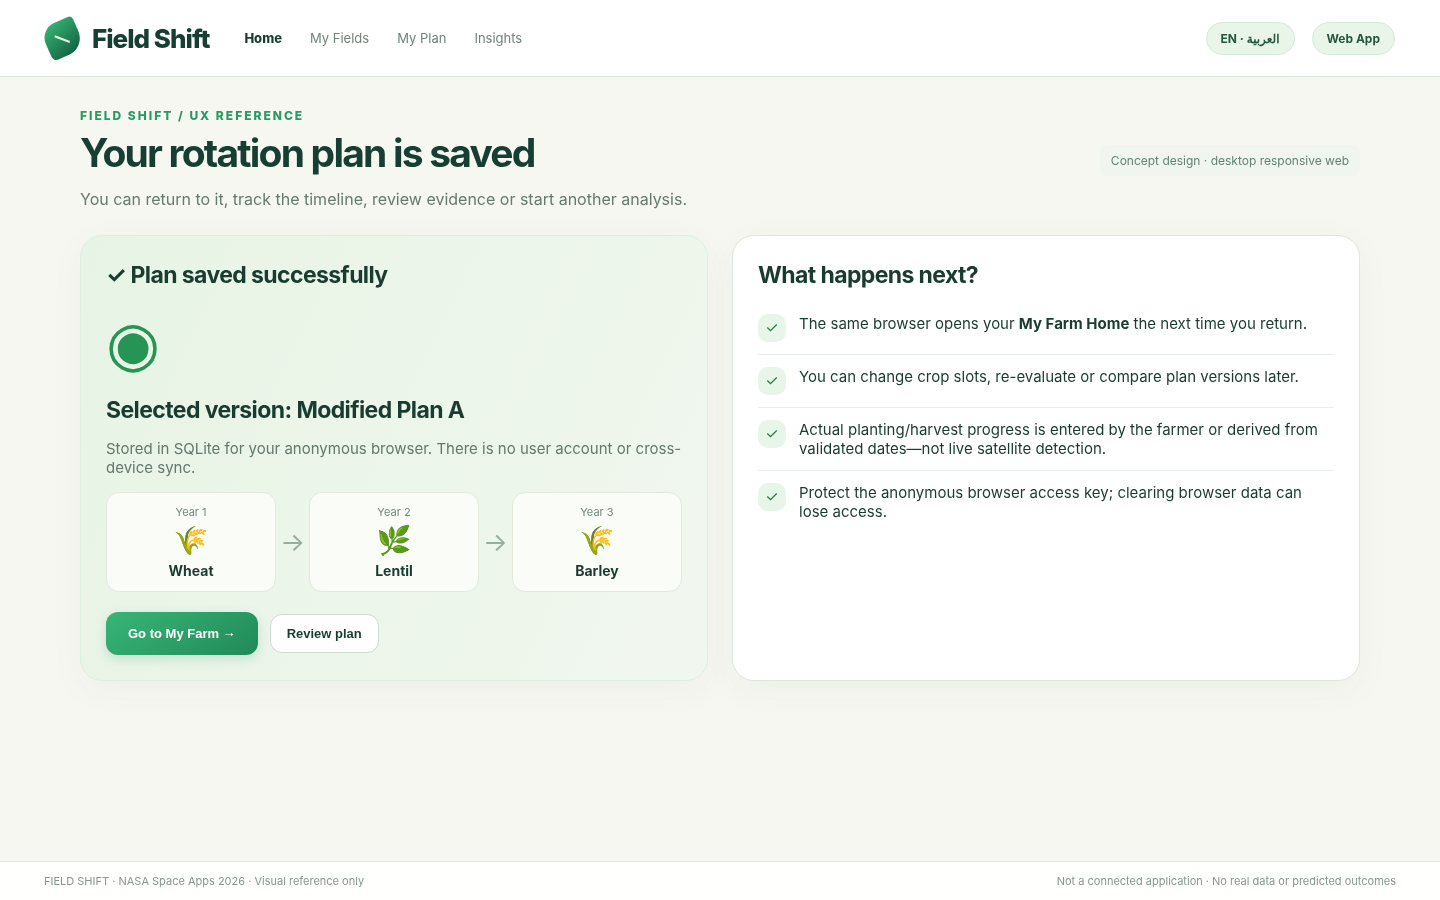 Field Shift
Home
My Fields
My Plan
Insights
EN · العربية
Web App
FIELD SHIFT / UX REFERENCE
Your rotation plan is saved
Concept design · desktop responsive web
You can return to it, track the timeline, review evidence or start another analysis.
✓ Plan saved successfully
Selected version: Modified Plan A
Stored in SQLite for your anonymous browser. There is no user account or cross-
device sync.
Year 1
Wheat
→
Year 2
Lentil
→
Year 3
Barley
Go to My Farm →
Review plan
What happens next?
✓ The same browser opens your My Farm Home the next time you return.
✓ You can change crop slots, re-evaluate or compare plan versions later.
✓ Actual planting/harvest progress is entered by the farmer or derived from
validated dates—not live satellite detection.
✓ Protect the anonymous browser access key; clearing browser data can
lose access.
FIELD SHIFT · NASA Space Apps 2026 · Visual reference only
Not a connected application · No real data or predicted outcomes